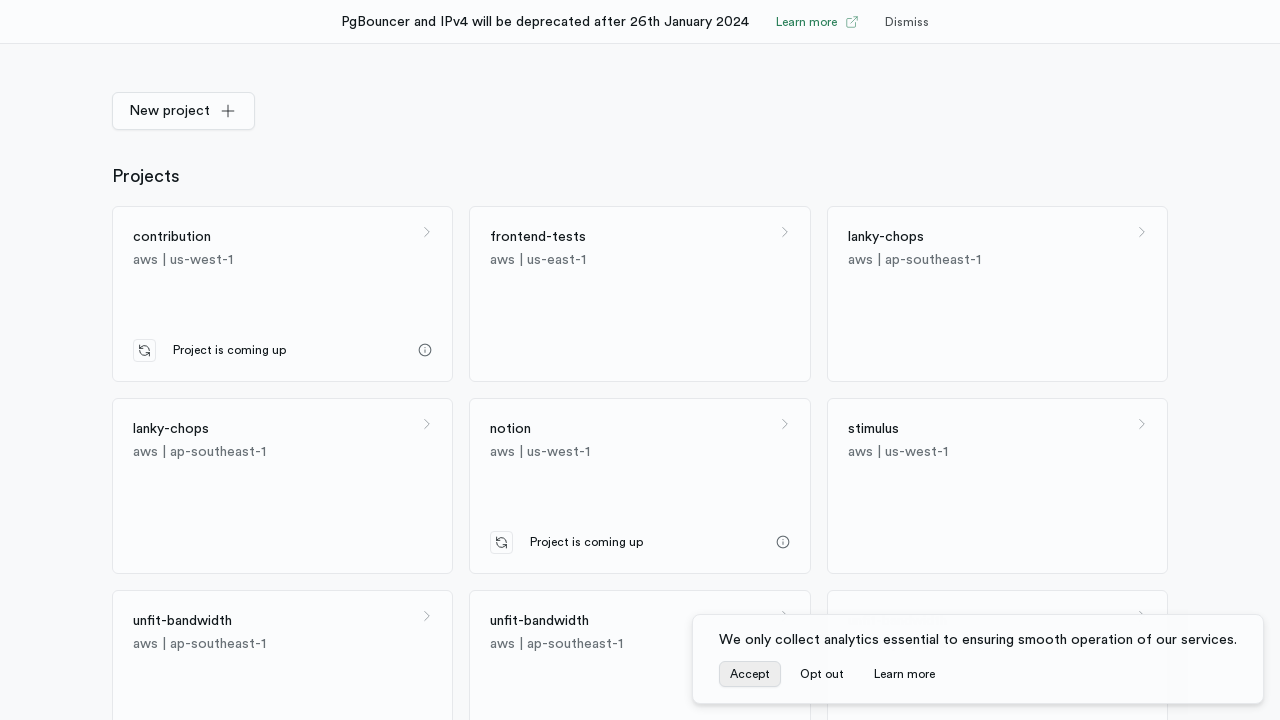 PgBouncer and IPv4 will be deprecated after 26th January 2024 Learn more Dismiss
New project
Projects
contribution
aws | us-west-1
Project is coming up
frontend-tests
aws | us-east-1
lanky-chops
aws | ap-southeast-1
lanky-chops
aws | ap-southeast-1
notion
aws | us-west-1
Project is coming up
stimulus
aws | us-west-1
unfit-bandwidth
aws | ap-southeast-1
unfit-bandwidth
aws | ap-southeast-1
We only collect analytics essential to ensuring smooth operation of our services.
Accept Opt out Learn more